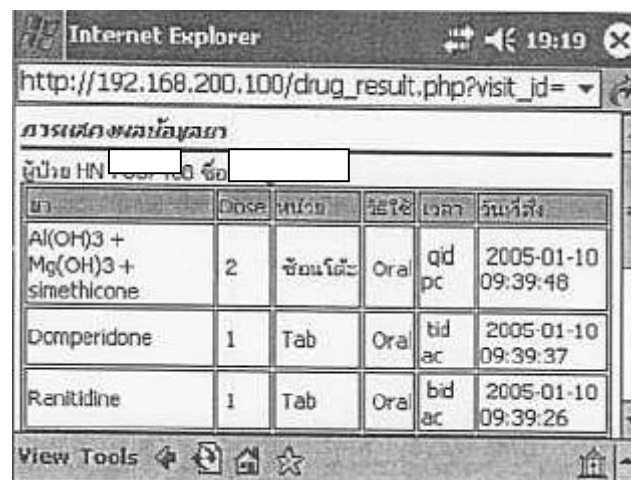 Internet Explorer 19:19
http://192.168.200.100/drug_result.php?visit_id=
การแสดงผลข้อมูลยา
ผู้ป่วย HN ชื่อ
ยา Dose หน่วย วิธีใช้ เวลา วันที่สั่ง
Al(OH)3 +
Mg(OH)3 +
simethicone
2 ช้อนโต๊ะ Oral
qid
pc
2005-01-10
09:39:48
Domperidone 1 Tab Oral
tid
ac
2005-01-10
09:39:37
Ranitidine 1 Tab Oral
bid
ac
2005-01-10
09:39:26
View Tools